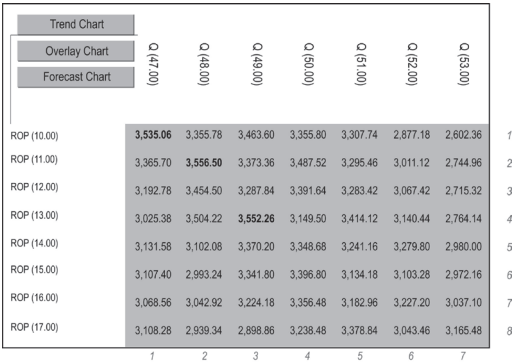 Trend Chart
Overlay Chart
Forecast Chart
Q (47.00) Q (48.00) Q (49.00) Q (50.00) Q (51.00) Q (52.00) Q (53.00)
ROP (10.00) 3,535.06 3,355.78 3,463.60 3,355.80 3,307.74 2,877.18 2,602.36 1
ROP (11.00) 3,365.70 3,556.50 3,373.36 3,487.52 3,295.46 3,011.12 2,744.96 2
ROP (12.00) 3,192.78 3,454.50 3,287.84 3,391.64 3,283.42 3,067.42 2,715.32 3
ROP (13.00) 3,025.38 3,504.22 3,552.26 3,149.50 3,414.12 3,140.44 2,764.14 4
ROP (14.00) 3,131.58 3,102.08 3,370.20 3,348.68 3,241.16 3,279.80 2,980.00 5
ROP (15.00) 3,107.40 2,993.24 3,341.80 3,396.80 3,134.18 3,103.28 2,972.16 6
ROP (16.00) 3,068.56 3,042.92 3,224.18 3,356.48 3,182.96 3,227.20 3,037.10 7
ROP (17.00) 3,108.28 2,939.34 2,898.86 3,238.48 3,378.84 3,043.46 3,165.48 8
1 2 3 4 5 6 7